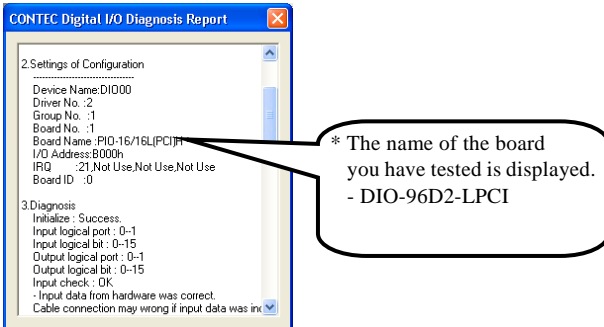 CONTEC Digital I/O Diagnosis Report
2.Settings of Configuration
----------------------------------
Device Name:DIO00
Driver No. :2
Group No. :1
Board No. :1
Board Name :PIO-16/16L(PCI)H
I/O Address:B000h
IRQ :21,Not Use,Not Use,Not Use
Board ID :0
3.Diagnosis
Initialize : Success.
Input logical port : 0--1
Input logical bit : 0--15
Output logical port : 0--1
Output logical bit : 0--15
Input check : OK
- Input data from hardware was correct.
Cable connection may wrong if input data was
* The name of the board
you have tested is displayed.
- DIO-96D2-LPCI